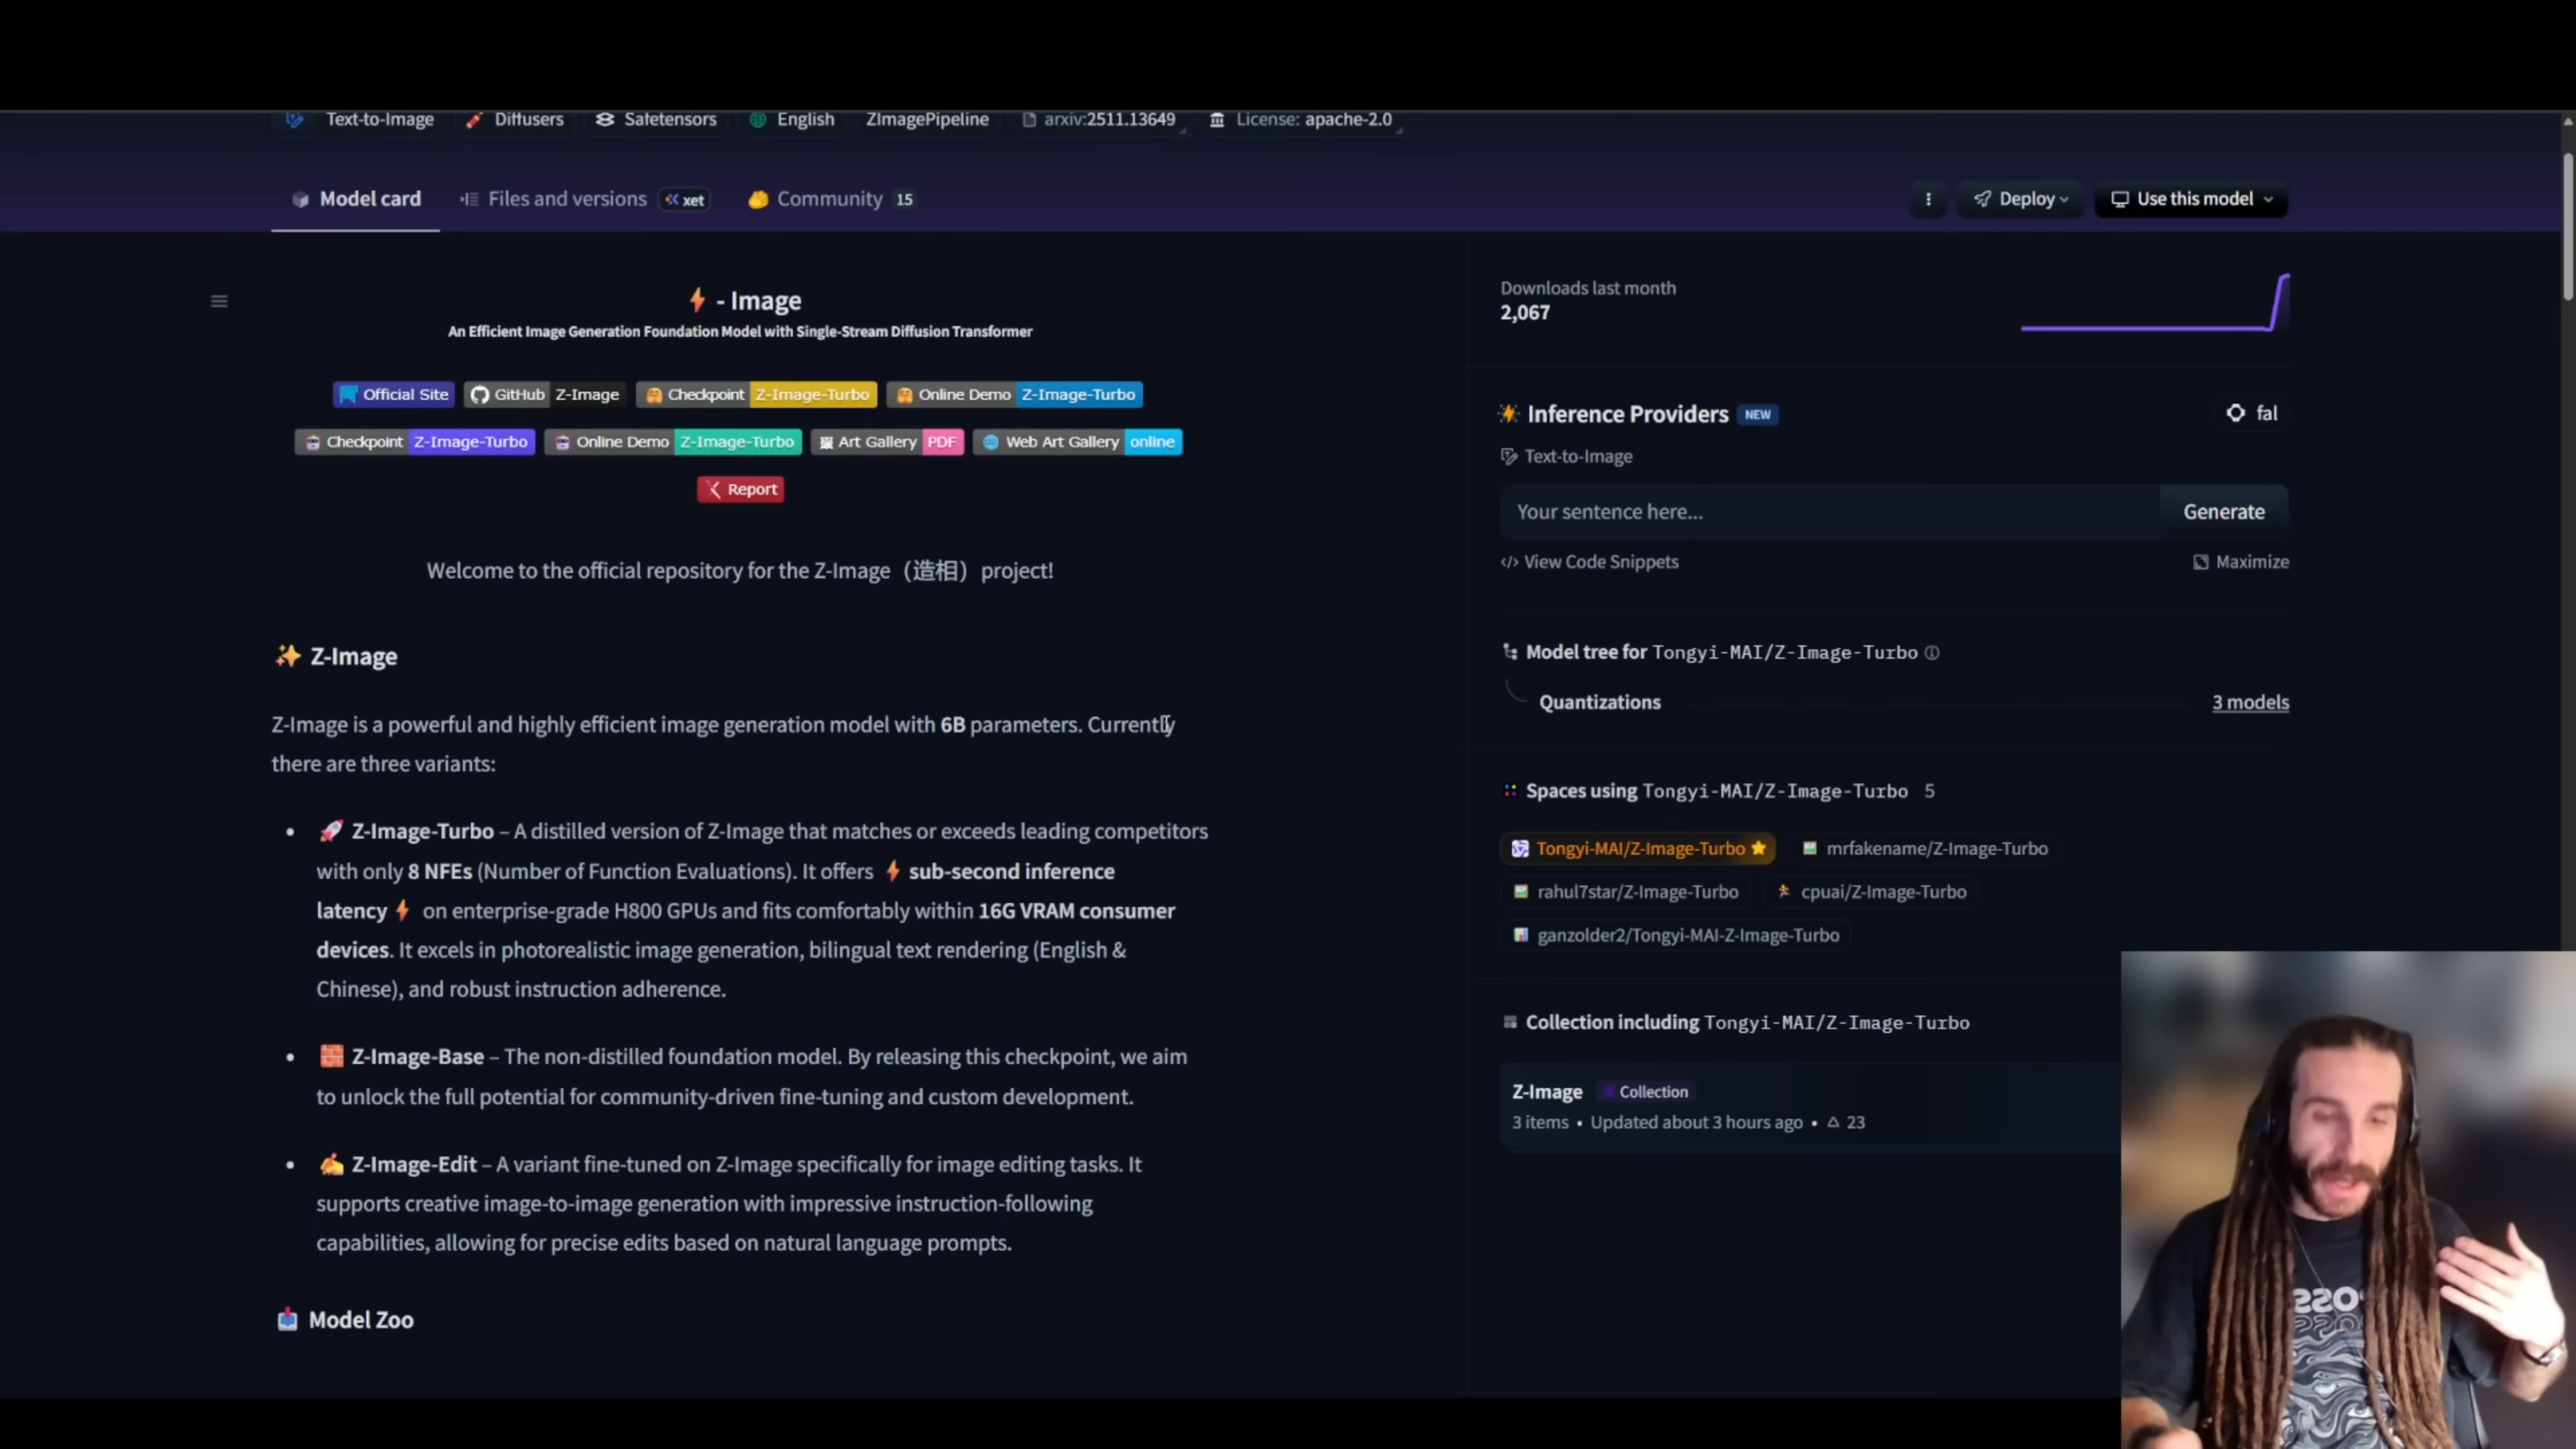 Text-to-Image Diffusers Safetensors English ZImagePipeline arxiv:2511.13649 License: apache-2.0
Model card Files and versions xet Community 15 Deploy Use this model
- Image
An Efficient Image Generation Foundation Model with Single-Stream Diffusion Transformer
Official Site GitHub Z-Image Checkpoint Z-Image-Turbo Online Demo Z-Image-Turbo
Checkpoint Z-Image-Turbo Online Demo Z-Image-Turbo Art Gallery PDF Web Art Gallery online
Report
Welcome to the official repository for the Z-Image（造相）project!
Z-Image
Z-Image is a powerful and highly efficient image generation model with 6B parameters. Currently
there are three variants:
Z-Image-Turbo – A distilled version of Z-Image that matches or exceeds leading competitors
with only 8 NFEs (Number of Function Evaluations). It offers ⚡ sub-second inference
latency ⚡ on enterprise-grade H800 GPUs and fits comfortably within 16G VRAM consumer
devices. It excels in photorealistic image generation, bilingual text rendering (English &
Chinese), and robust instruction adherence.
Z-Image-Base – The non-distilled foundation model. By releasing this checkpoint, we aim
to unlock the full potential for community-driven fine-tuning and custom development.
Z-Image-Edit – A variant fine-tuned on Z-Image specifically for image editing tasks. It
supports creative image-to-image generation with impressive instruction-following
capabilities, allowing for precise edits based on natural language prompts.
Model Zoo
Downloads last month
2,067
Inference Providers NEW fal
Text-to-Image
Your sentence here... Generate
View Code Snippets Maximize
Model tree for Tongyi-MAI/Z-Image-Turbo
Quantizations 3 models
Spaces using Tongyi-MAI/Z-Image-Turbo 5
Tongyi-MAI/Z-Image-Turbo mrfakename/Z-Image-Turbo
rahul7star/Z-Image-Turbo cpuai/Z-Image-Turbo
ganzolder2/Tongyi-MAI-Z-Image-Turbo
Collection including Tongyi-MAI/Z-Image-Turbo
Z-Image Collection
3 items • Updated about 3 hours ago • 23